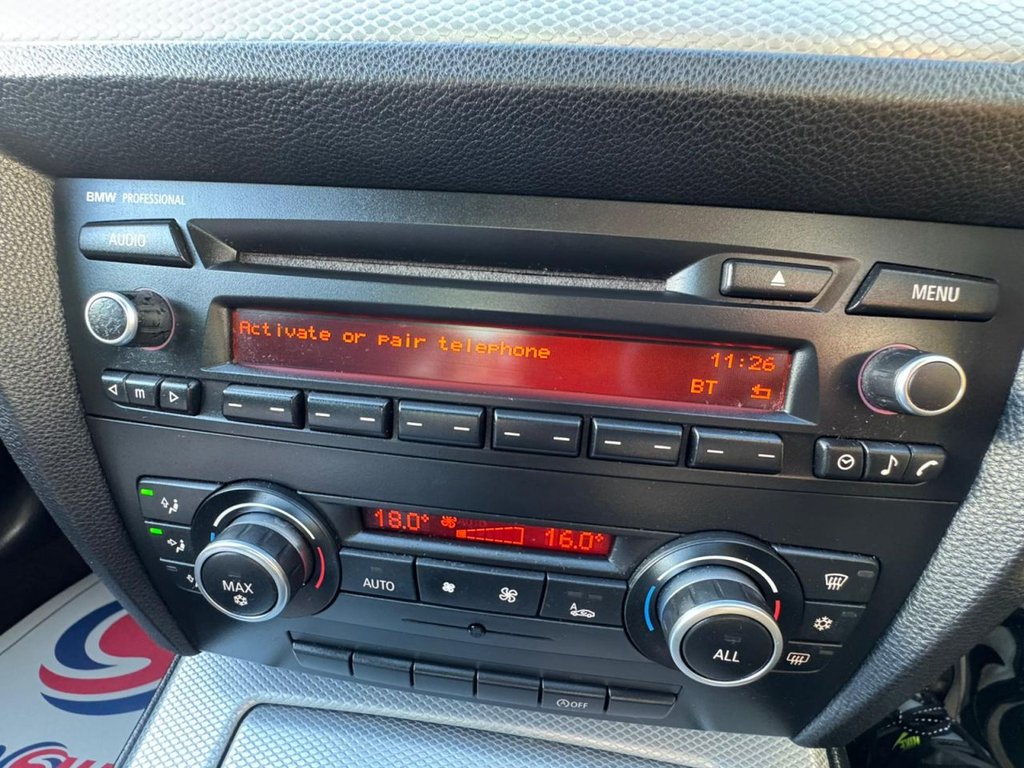 BMW PROFESSIONAL
AUDIO
MENU
Activate or pair telephone
11:26
BT
m
18.0° AUTO 16.0°
MAX
AUTO
A
ALL
OFF